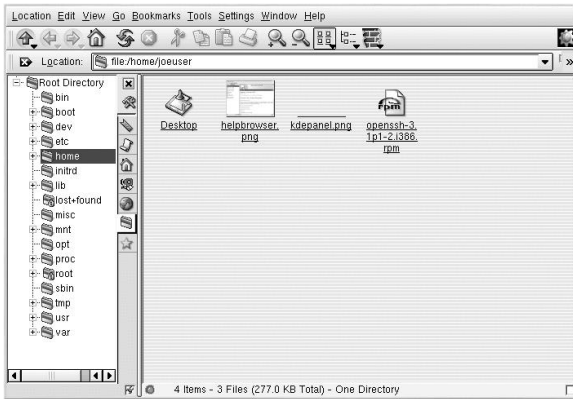 Location Edit View Go Bookmarks Tools Settings Window Help
Location: file:/home/joeuser
Root Directory
bin
boot
dev
etc
home
initrd
lib
lost+found
misc
mnt
opt
proc
root
sbin
tmp
usr
var
Desktop
helpbrowser.
png
kdepanel.png
openssh-3.
1p1-2.i386.
rpm
rpm
4 Items - 3 Files (277.0 KB Total) - One Directory